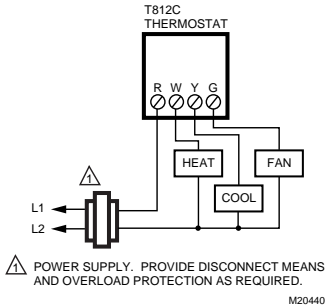 T812C
THERMOSTAT
R W Y G
HEAT
FAN
COOL
1
L1
L2
1 POWER SUPPLY. PROVIDE DISCONNECT MEANS
AND OVERLOAD PROTECTION AS REQUIRED.
M20440